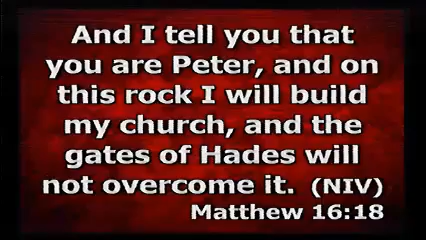 And I tell you that
you are Peter, and on
this rock I will build
my church, and the
gates of Hades will
not overcome it. (NIV)
Matthew 16:18